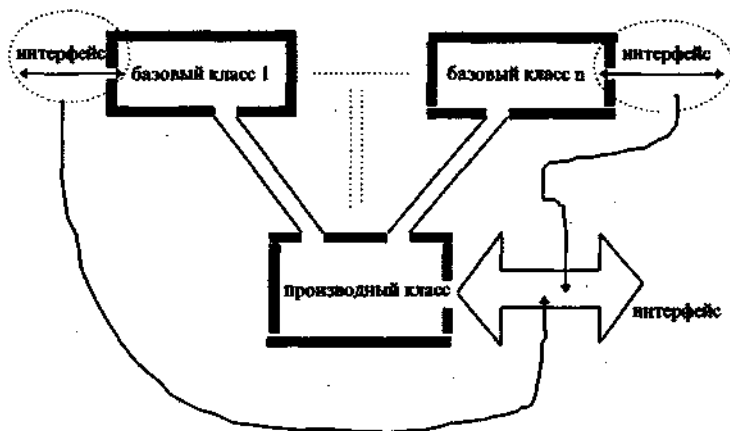 интерфейс
базовый класс 1
базовый класс n
интерфейс
производный класс
интерфейс